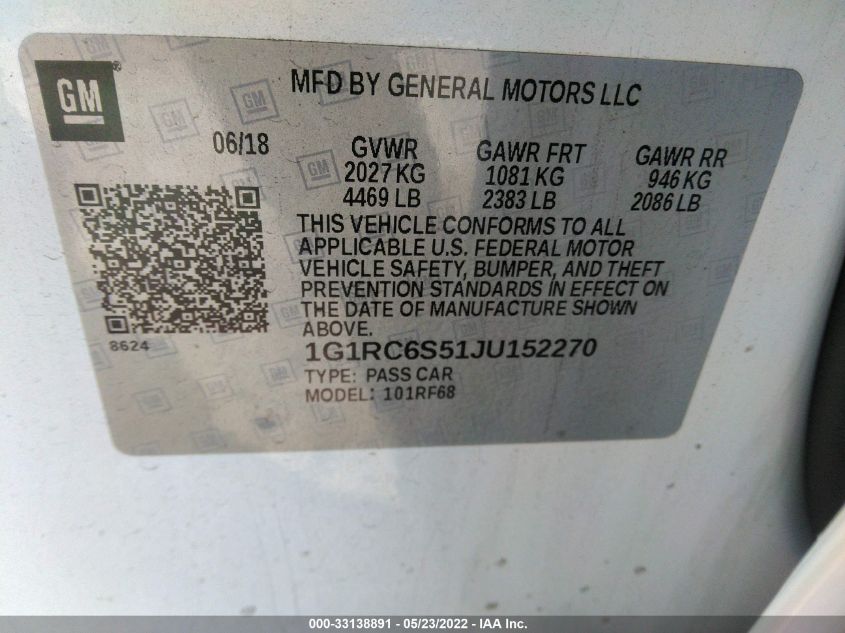 GM
MFD BY GENERAL MOTORS LLC
06/18
GVWR GAWR FRT GAWR RR
2027 KG 1081 KG 946 KG
4469 LB 2383 LB 2086 LB
THIS VEHICLE CONFORMS TO ALL
APPLICABLE U.S. FEDERAL MOTOR
VEHICLE SAFETY, BUMPER, AND THEFT
PREVENTION STANDARDS IN EFFECT ON
THE DATE OF MANUFACTURE SHOWN
ABOVE.
8624
1G1RC6S51JU152270
TYPE: PASS CAR
MODEL: 101RF68
000-33138891 - 05/23/2022 - IAA Inc.